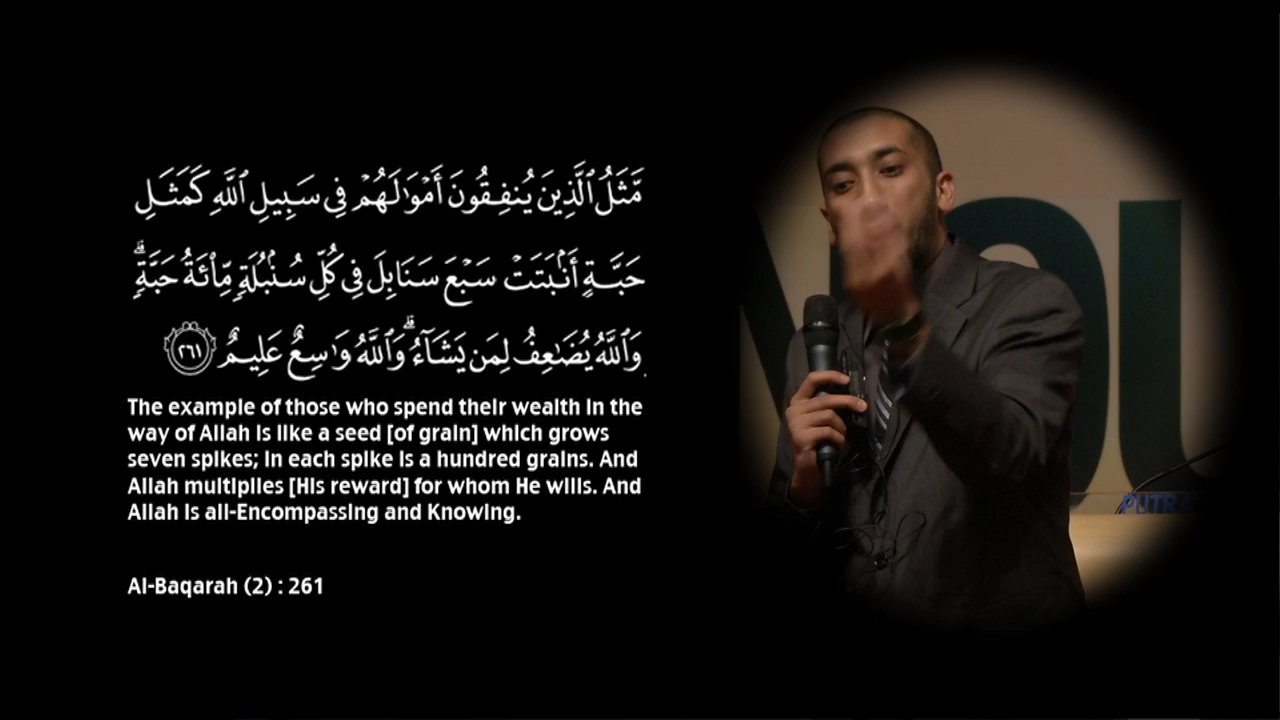 مَّثَلُ ٱلَّذِينَ يُنفِقُونَ أَمْوَٰلَهُمْ فِى سَبِيلِ ٱللَّهِ كَمَثَلِ
حَبَّةٍ أَنۢبَتَتْ سَبْعَ سَنَابِلَ فِى كُلِّ سُنۢبُلَةٍ مِّا۟ئَةُ حَبَّةٍ ۗ
وَٱللَّهُ يُضَٰعِفُ لِمَن يَشَآءُ ۗ وَٱللَّهُ وَٰسِعٌ عَلِيمٌ ٢٦١
The example of those who spend their wealth in the
way of Allah is like a seed [of grain] which grows
seven spikes; in each spike is a hundred grains. And
Allah multiplies [His reward] for whom He wills. And
Allah is all-Encompassing and Knowing.
Al-Baqarah (2) : 261